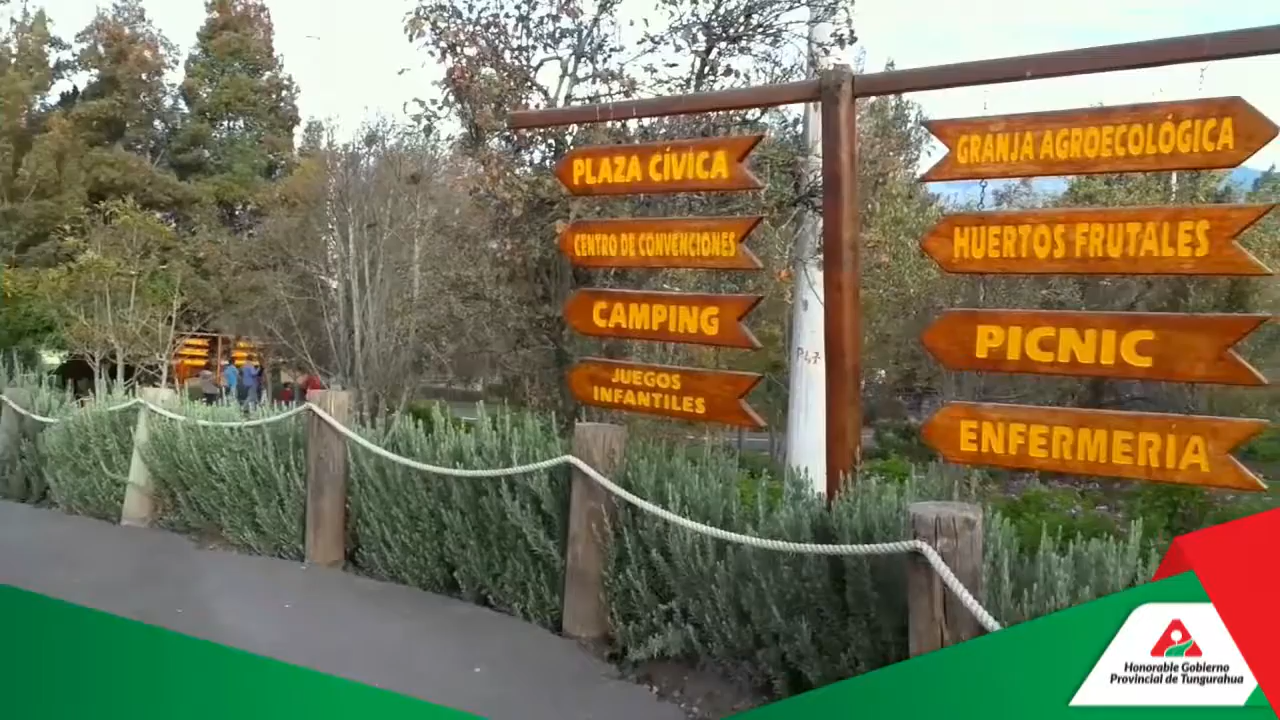 PLAZA CÍVICA
CENTRO DE CONVENCIONES
CAMPING
JUEGOS
INFANTILES
GRANJA AGROECOLÓGICA
HUERTOS FRUTALES
PICNIC
ENFERMERÍA
P47
Honorable Gobierno
Provincial de Tungurahua